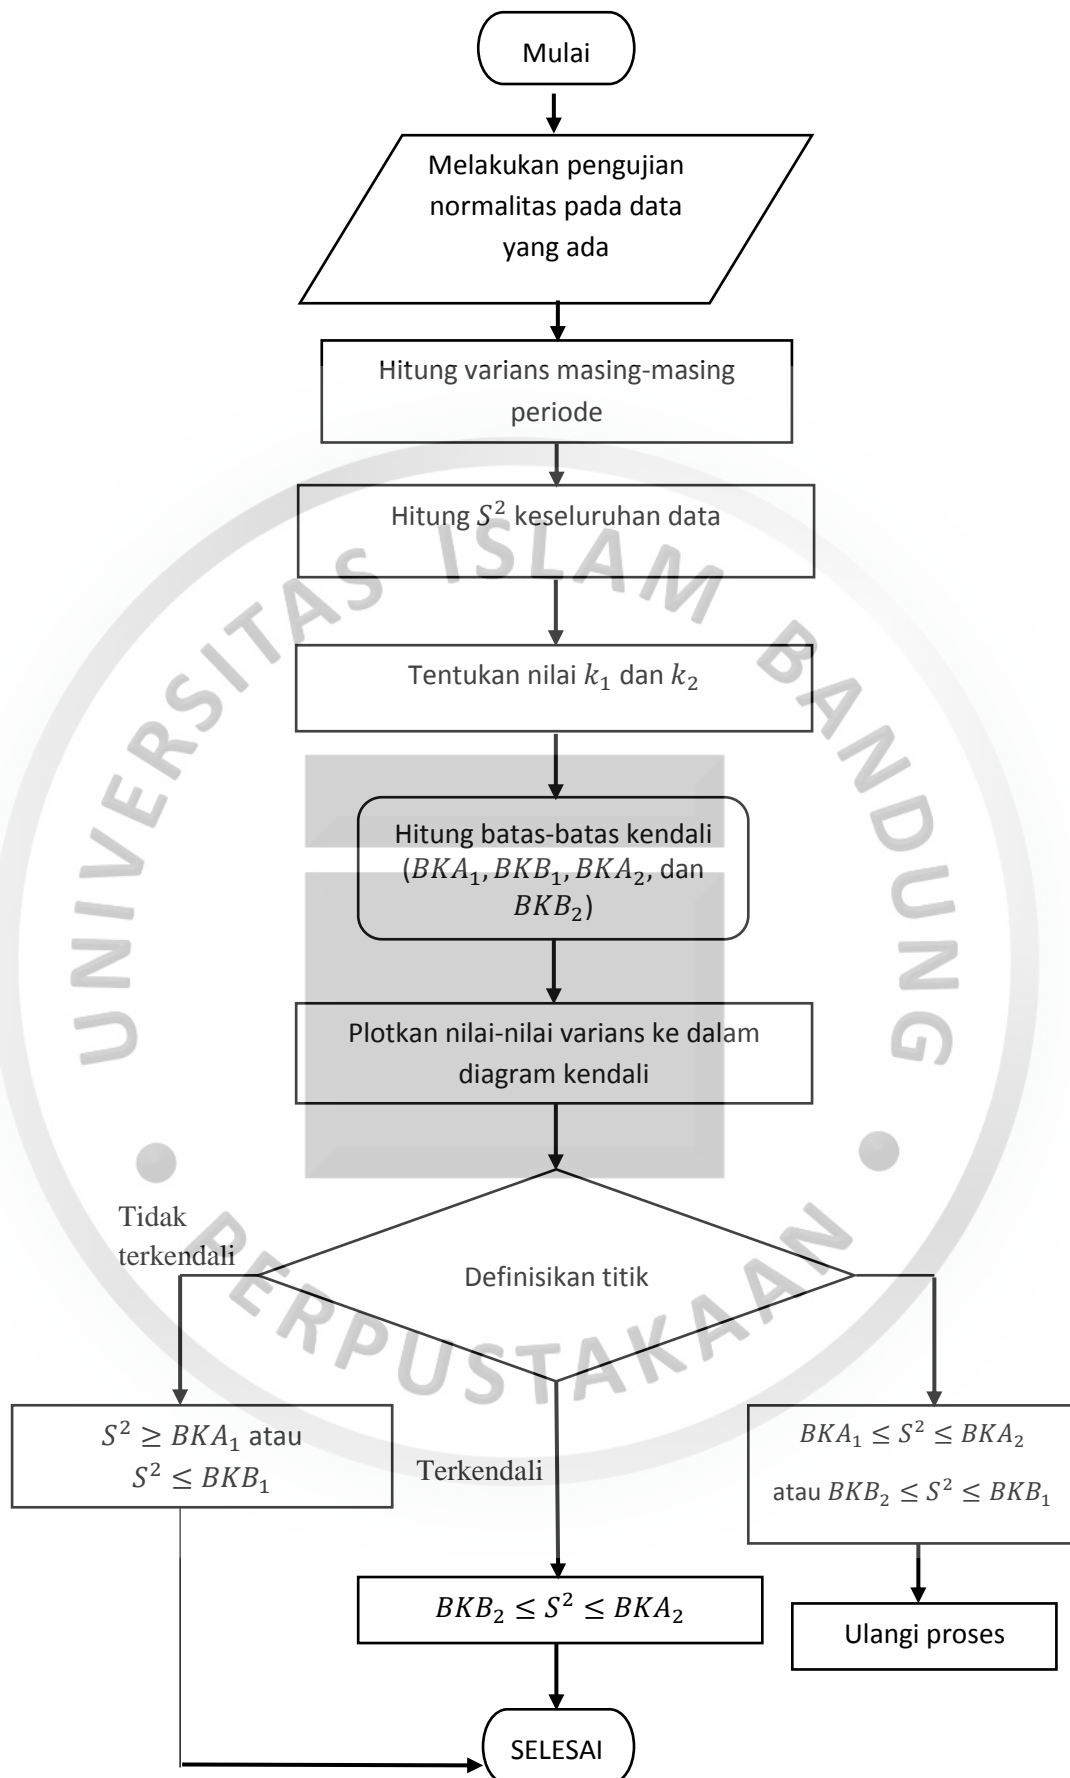 Mulai
Melakukan pengujian
normalitas pada data
yang ada
Hitung varians masing-masing
periode
Hitung S² keseluruhan data
Tentukan nilai k₁ dan k₂
Hitung batas-batas kendali
(BKA₁, BKB₁, BKA₂, dan
BKB₂)
Plotkan nilai-nilai varians ke dalam
diagram kendali
Definisikan titik
Tidak
terkendali
S² ≥ BKA₁ atau
S² ≤ BKB₁
Terkendali
BKB₂ ≤ S² ≤ BKA₂
BKA₁ ≤ S² ≤ BKA₂
atau BKB₂ ≤ S² ≤ BKB₁
Ulangi proses
SELESAI
UNIVERSITAS ISLAM BANDUNG
PERPUSTAKAAN